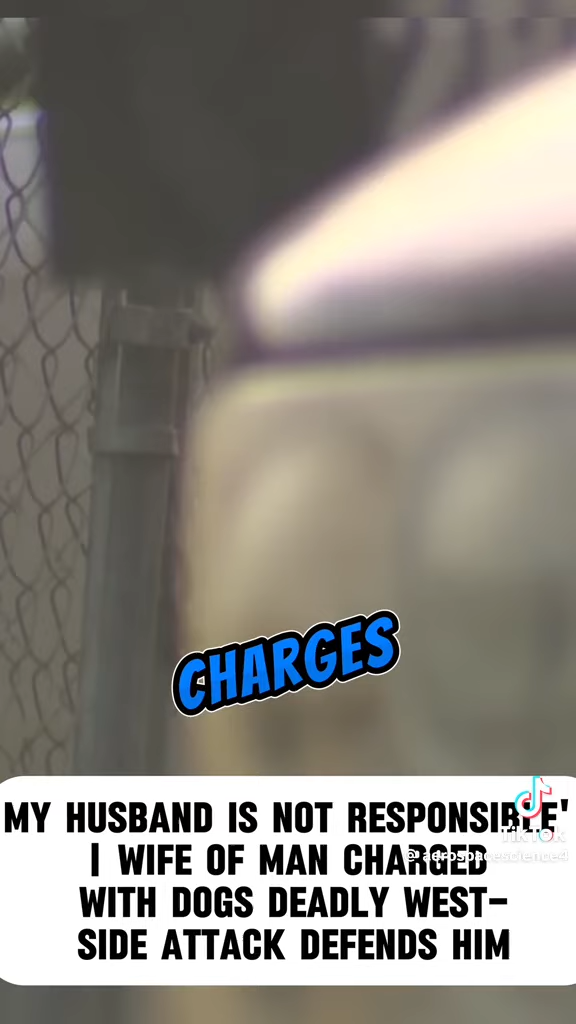 CHARGES
MY HUSBAND IS NOT RESPONSIBLE'
| WIFE OF MAN CHARGED
WITH DOGS DEADLY WEST-
SIDE ATTACK DEFENDS HIM
TikTok
@aerospacescience4